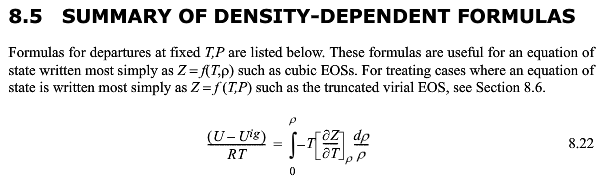 8.5 SUMMARY OF DENSITY-DEPENDENT FORMULAS
Formulas for departures at fixed T,P are listed below. These formulas are useful for an equation of
state written most simply as Z = f(T,ρ) such as cubic EOSs. For treating cases where an equation of
state is written most simply as Z = f (T,P) such as the truncated virial EOS, see Section 8.6.
(U – U^ig)/RT = ∫_0^ρ –T[∂Z/∂T]_ρ dρ/ρ 8.22